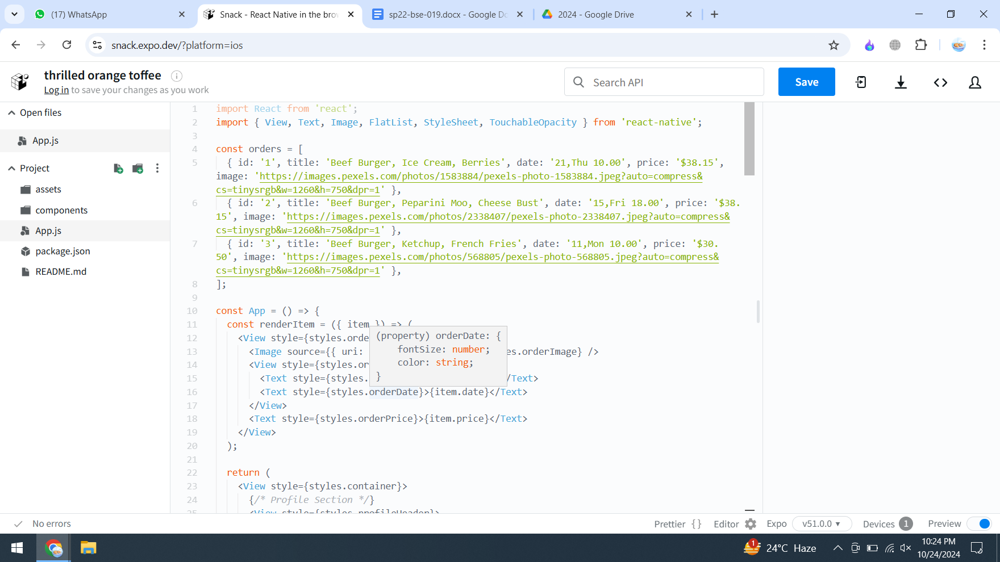 (17) WhatsApp
Snack - React Native in the brow
sp22-bse-019.docx - Google Do
2024 - Google Drive
snack.expo.dev/?platform=ios
thrilled orange toffee
Log in to save your changes as you work
Search API
Save
Open files
App.js
Project
assets
components
App.js
package.json
README.md
1 import React from 'react';
2 import { View, Text, Image, FlatList, StyleSheet, TouchableOpacity } from 'react-native';
3
4 const orders = [
5 { id: '1', title: 'Beef Burger, Ice Cream, Berries', date: '21,Thu 10.00', price: '$38.15',
image: 'https://images.pexels.com/photos/1583884/pexels-photo-1583884.jpeg?auto=compress&
cs=tinysrgb&w=1260&h=750&dpr=1' },
6 { id: '2', title: 'Beef Burger, Peparini Moo, Cheese Bust', date: '15,Fri 18.00', price: '$38.
15', image: 'https://images.pexels.com/photos/2338407/pexels-photo-2338407.jpeg?auto=compress&
cs=tinysrgb&w=1260&h=750&dpr=1' },
7 { id: '3', title: 'Beef Burger, Ketchup, French Fries', date: '11,Mon 10.00', price: '$30.
50', image: 'https://images.pexels.com/photos/568805/pexels-photo-568805.jpeg?auto=compress&
cs=tinysrgb&w=1260&h=750&dpr=1' },
8 ];
9
10 const App = () => {
11 const renderItem = ({ item }) => (
12 <View style={styles.orde
13 <Image source={{ uri: es.orderImage} />
14 <View style={styles.or
15 <Text style={styles. /Text>
16 <Text style={styles.orderDate}>{item.date}</Text>
17 </View>
18 <Text style={styles.orderPrice}>{item.price}</Text>
19 </View>
20 );
21
22 return (
23 <View style={styles.container}>
24 {/* Profile Section */}
25 <View style={styles.profileHeader}>
(property) orderDate: {
fontSize: number;
color: string;
}
No errors
Prettier {} Editor Expo v51.0.0 ▾ Devices 1 Preview
1 24°C Haze
10:24 PM
10/24/2024